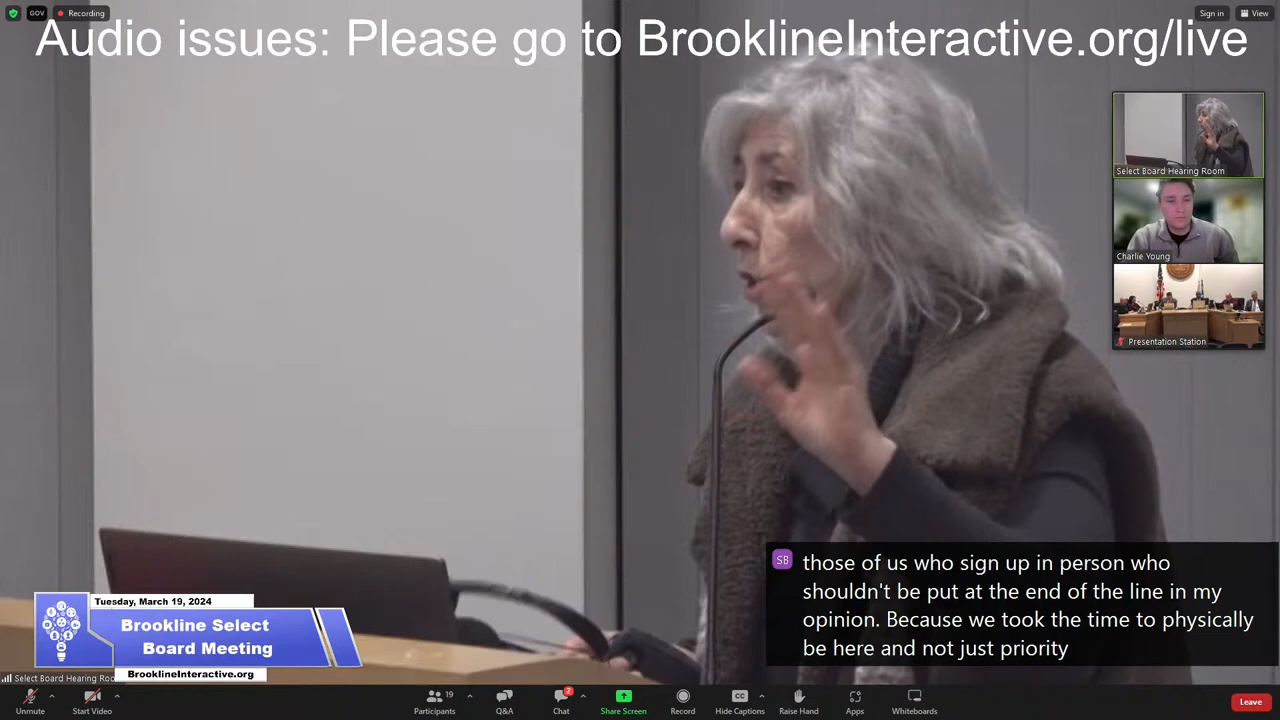 GOV
Recording
Sign in
View
Audio issues: Please go to BrooklineInteractive.org/live
Select Board Hearing Room
Charlie Young
Presentation Station
SB
those of us who sign up in person who
shouldn't be put at the end of the line in my
opinion. Because we took the time to physically
be here and not just priority
Tuesday, March 19, 2024
Brookline Select
Board Meeting
BrooklineInteractive.org
Select Board Hearing Roo
19
2
CC
Unmute
Start Video
Participants
Q&A
Chat
Share Screen
Record
Hide Captions
Raise Hand
Apps
Whiteboards
Leave